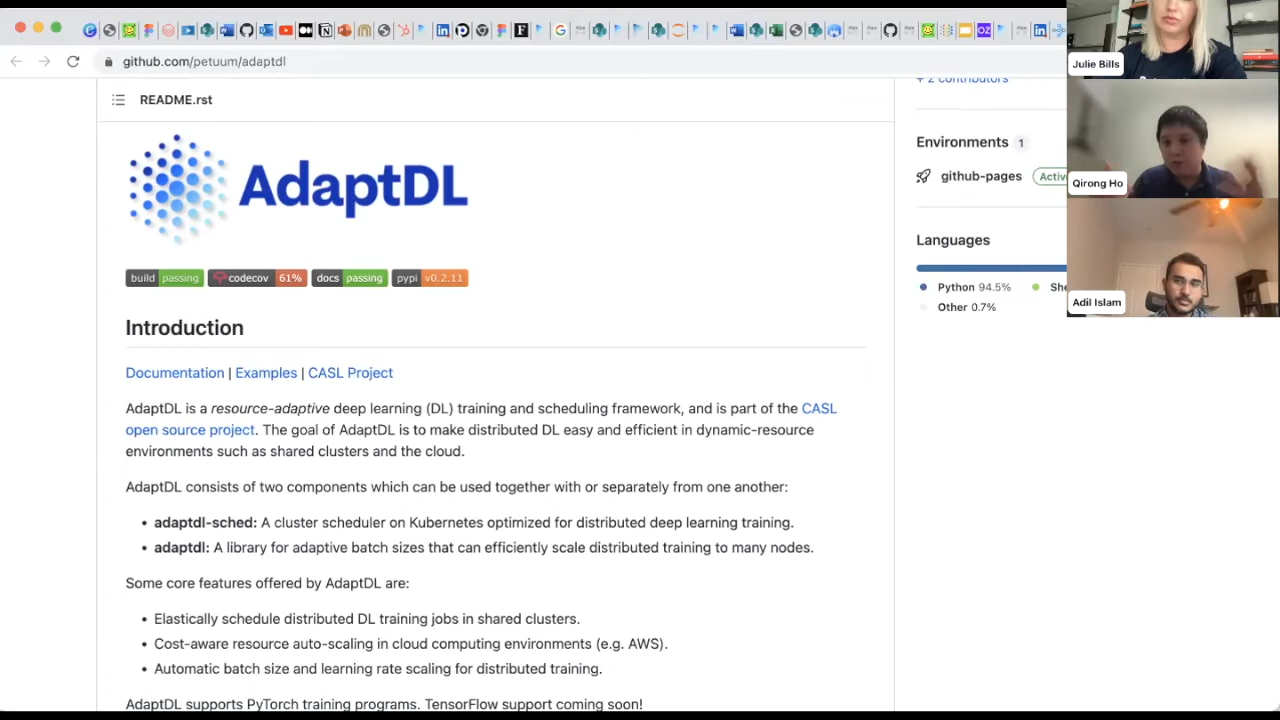 github.com/petuum/adaptdl
README.rst
AdaptDL
build passing codecov 61% docs passing pypi v0.2.11
Introduction
Documentation | Examples | CASL Project
AdaptDL is a resource-adaptive deep learning (DL) training and scheduling framework, and is part of the CASL
open source project. The goal of AdaptDL is to make distributed DL easy and efficient in dynamic-resource
environments such as shared clusters and the cloud.
AdaptDL consists of two components which can be used together with or separately from one another:
• adaptdl-sched: A cluster scheduler on Kubernetes optimized for distributed deep learning training.
• adaptdl: A library for adaptive batch sizes that can efficiently scale distributed training to many nodes.
Some core features offered by AdaptDL are:
• Elastically schedule distributed DL training jobs in shared clusters.
• Cost-aware resource auto-scaling in cloud computing environments (e.g. AWS).
• Automatic batch size and learning rate scaling for distributed training.
AdaptDL supports PyTorch training programs. TensorFlow support coming soon!
+ 2 contributors
Environments 1
github-pages Activ
Languages
Python 94.5% She
Other 0.7%
Julie Bills
Qirong Ho
Adil Islam